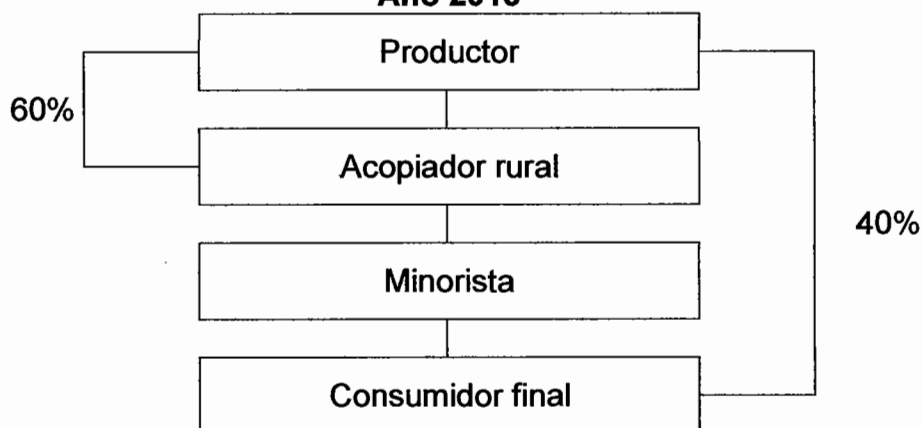 Productor
60%
Acopiador rural
40%
Minorista
Consumidor final